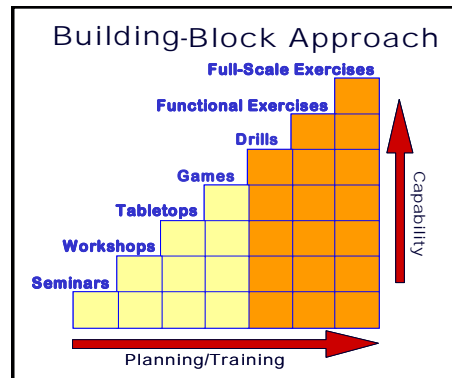 Building-Block Approach
Full-Scale Exercises
Functional Exercises
Drills
Games
Tabletops
Workshops
Seminars
Capability
Planning/Training